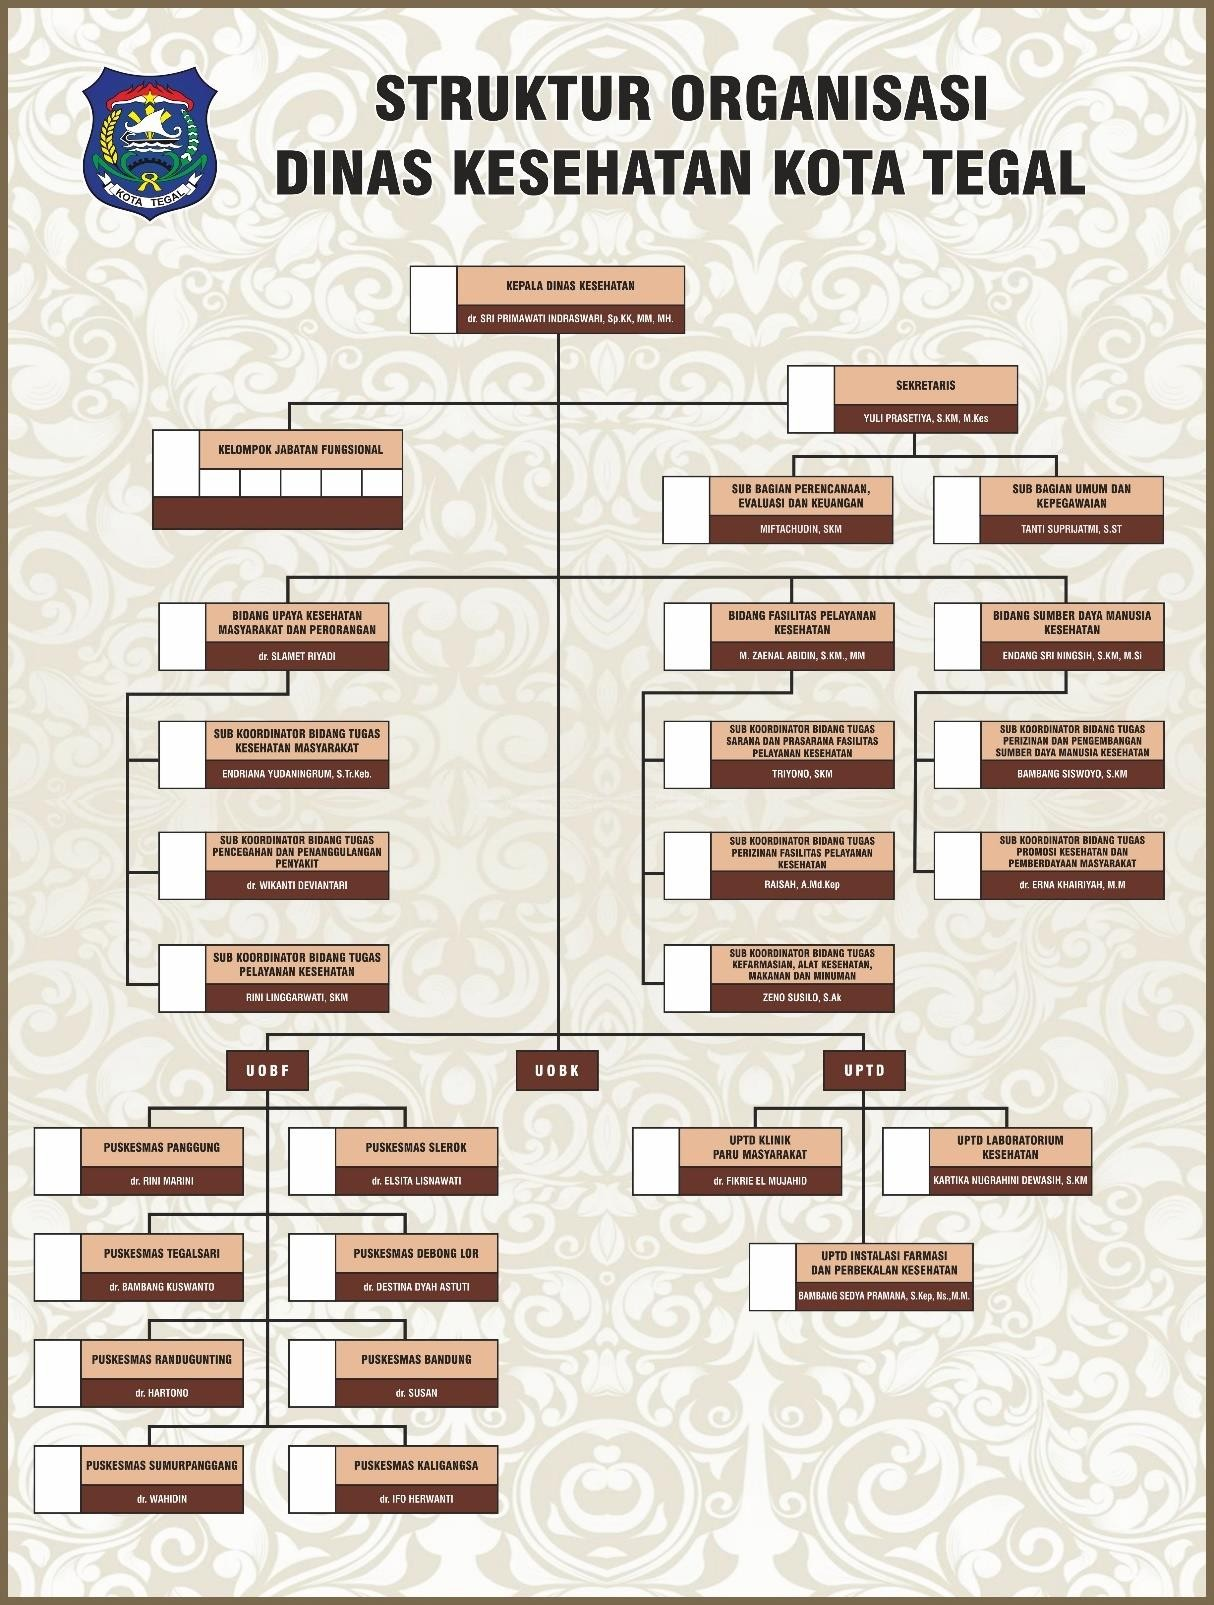 STRUKTUR ORGANISASI
DINAS KESEHATAN KOTA TEGAL
KOTA TEGAL
KEPALA DINAS KESEHATAN
dr. SRI PRIMAWATI INDRASWARI, Sp.KK, MM, MH.
SEKRETARIS
YULI PRASETIYA, S.KM, M.Kes
KELOMPOK JABATAN FUNGSIONAL
SUB BAGIAN PERENCANAAN,
EVALUASI DAN KEUANGAN
MIFTACHUDIN, SKM
SUB BAGIAN UMUM DAN
KEPEGAWAIAN
TANTI SUPRIJATMI, S.ST
BIDANG UPAYA KESEHATAN
MASYARAKAT DAN PERORANGAN
dr. SLAMET RIYADI
BIDANG FASILITAS PELAYANAN
KESEHATAN
M. ZAENAL ABIDIN, S.KM., MM
BIDANG SUMBER DAYA MANUSIA
KESEHATAN
ENDANG SRI NINGSIH, S.KM, M.Si
SUB KOORDINATOR BIDANG TUGAS
KESEHATAN MASYARAKAT
ENDRIANA YUDANINGRUM, S.Tr.Keb.
SUB KOORDINATOR BIDANG TUGAS
SARANA DAN PRASARANA FASILITAS
PELAYANAN KESEHATAN
TRIYONO, SKM
SUB KOORDINATOR BIDANG TUGAS
PERIZINAN DAN PENGEMBANGAN
SUMBER DAYA MANUSIA KESEHATAN
BAMBANG SISWOYO, S.KM
SUB KOORDINATOR BIDANG TUGAS
PENCEGAHAN DAN PENANGGULANGAN
PENYAKIT
dr. WIKANTI DEVIANTARI
SUB KOORDINATOR BIDANG TUGAS
PERIZINAN FASILITAS PELAYANAN
KESEHATAN
RAISAH, A.Md.Kep
SUB KOORDINATOR BIDANG TUGAS
PROMOSI KESEHATAN DAN
PEMBERDAYAAN MASYARAKAT
dr. ERNA KHAIRIYAH, M.M
SUB KOORDINATOR BIDANG TUGAS
PELAYANAN KESEHATAN
RINI LINGGARWATI, SKM
SUB KOORDINATOR BIDANG TUGAS
KEFARMASIAN, ALAT KESEHATAN,
MAKANAN DAN MINUMAN
ZENO SUSILO, S.Ak
UOBF
UOBK
UPTD
PUSKESMAS PANGGUNG
dr. RINI MARINI
PUSKESMAS SLEROK
dr. ELSITA LISNAWATI
UPTD KLINIK
PARU MASYARAKAT
dr. FIKRIE EL MUJAHID
UPTD LABORATORIUM
KESEHATAN
KARTIKA NUGRAHINI DEWASIH, S.KM
PUSKESMAS TEGALSARI
dr. BAMBANG KUSWANTO
PUSKESMAS DEBONG LOR
dr. DESTINA DYAH ASTUTI
UPTD INSTALASI FARMASI
DAN PERBEKALAN KESEHATAN
BAMBANG SEDYA PRAMANA, S.Kep, Ns.,M.M.
PUSKESMAS RANDUGUNTING
dr. HARTONO
PUSKESMAS BANDUNG
dr. SUSAN
PUSKESMAS SUMURPANGGANG
dr. WAHIDIN
PUSKESMAS KALIGANGSA
dr. IFO HERWANTI